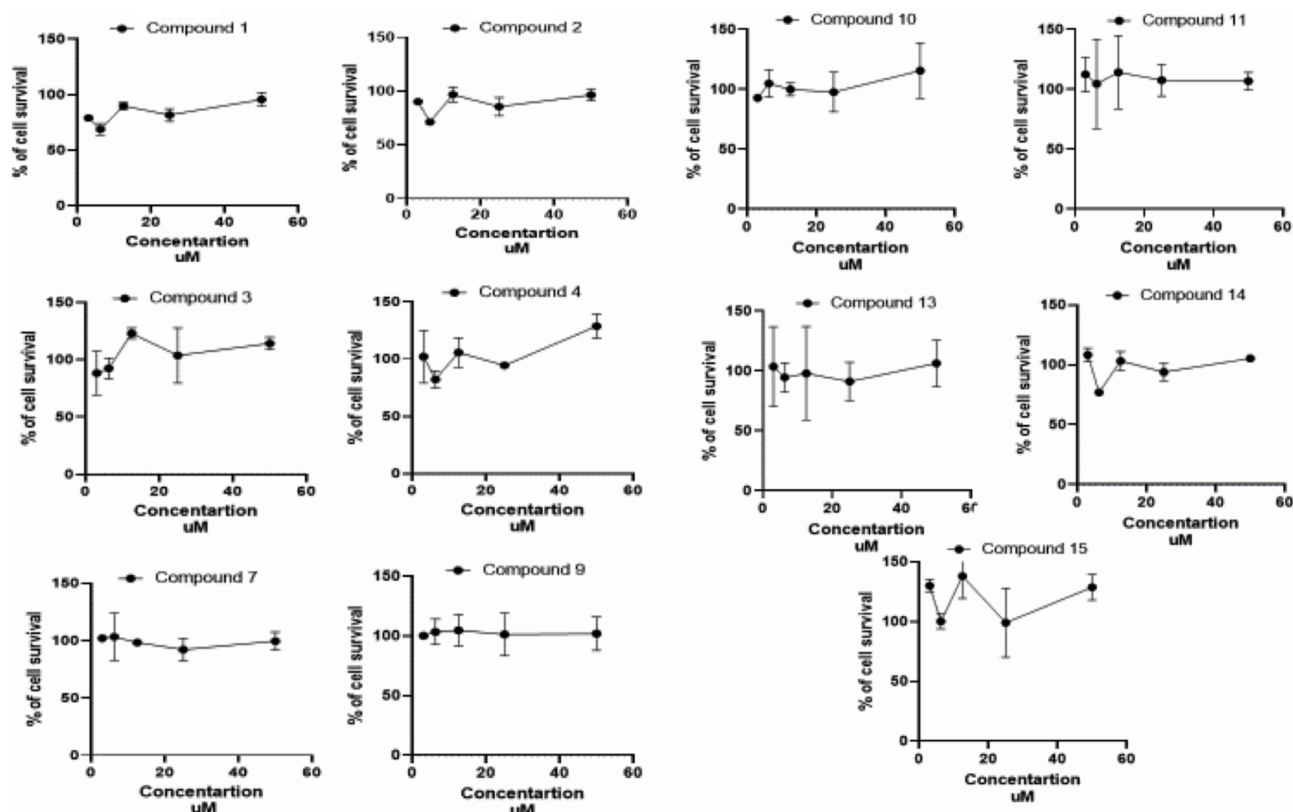 Compound 1
150
100
50
0
% of cell survival
0 20 40 60
Concentartion
uM
Compound 2
150
100
50
0
% of cell survival
0 20 40 60
Concentartion
uM
Compound 10
150
100
50
0
% of cell survival
0 20 40 60
Concentartion
uM
Compound 11
150
100
50
0
% of cell survival
0 20 40 60
Concentartion
uM
Compound 3
150
100
50
0
% of cell survival
0 20 40 60
Concentartion
uM
Compound 4
150
100
50
0
% of cell survival
0 20 40 60
Concentartion
uM
Compound 13
150
100
50
0
% of cell survival
0 20 40 60
Concentartion
uM
Compound 14
150
100
50
0
% of cell survival
0 20 40 60
Concentartion
uM
Compound 7
150
100
50
0
% of cell survival
0 20 40 60
Concentartion
uM
Compound 9
150
100
50
0
% of cell survival
0 20 40 60
Concentartion
uM
Compound 15
150
100
50
0
% of cell survival
0 20 40 60
Concentartion
uM